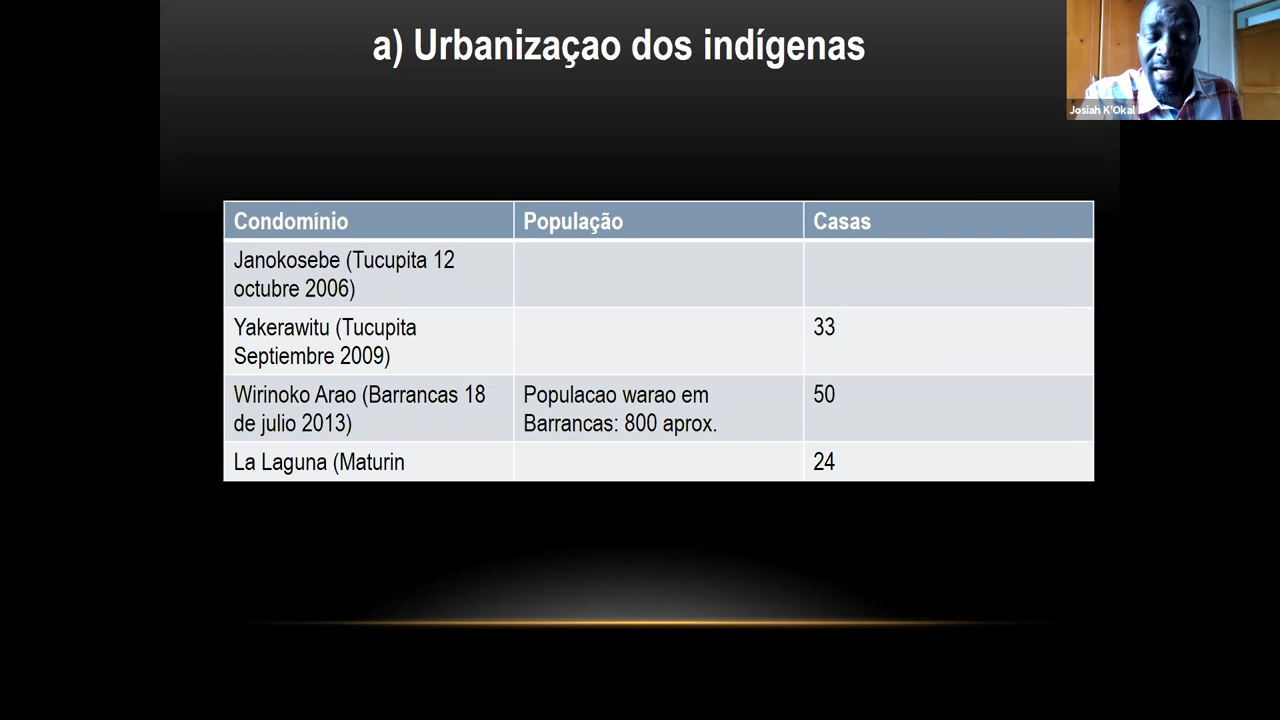 a) Urbanizaçao dos indígenas
Josiah K'Okal
Condomínio População Casas
Janokosebe (Tucupita 12
octubre 2006)
Yakerawitu (Tucupita 33
Septiembre 2009)
Wirinoko Arao (Barrancas 18 Populacao warao em 50
de julio 2013) Barrancas: 800 aprox.
La Laguna (Maturin 24